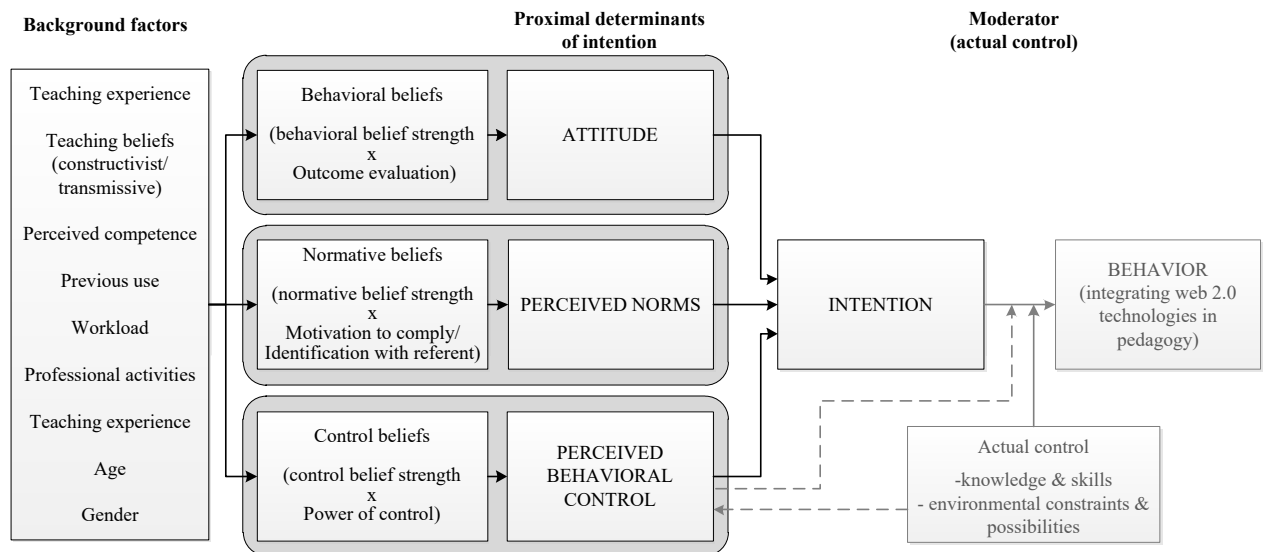 Background factors
Proximal determinants
of intention
Moderator
(actual control)
Teaching experience
Teaching beliefs
(constructivist/
transmissive)
Perceived competence
Previous use
Workload
Professional activities
Teaching experience
Age
Gender
Behavioral beliefs
(behavioral belief strength
x
Outcome evaluation)
ATTITUDE
Normative beliefs
(normative belief strength
x
Motivation to comply/
Identification with referent)
PERCEIVED NORMS
Control beliefs
(control belief strength
x
Power of control)
PERCEIVED
BEHAVIORAL
CONTROL
INTENTION
BEHAVIOR
(integrating web 2.0
technologies in
pedagogy)
Actual control
-knowledge & skills
- environmental constraints &
possibilities